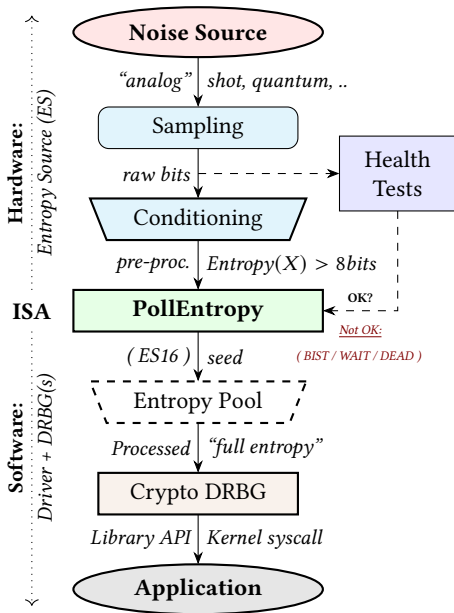 Noise Source
“analog” shot, quantum, ..
Sampling
raw bits
Health
Tests
Conditioning
pre-proc. Entropy(X) > 8bits
PollEntropy
OK?
Not OK:
( BIST / WAIT / DEAD )
( ES16 ) seed
Entropy Pool
Processed “full entropy”
Crypto DRBG
Library API Kernel syscall
Application
Hardware:
Entropy Source (ES)
ISA
Software:
Driver + DRBG(s)